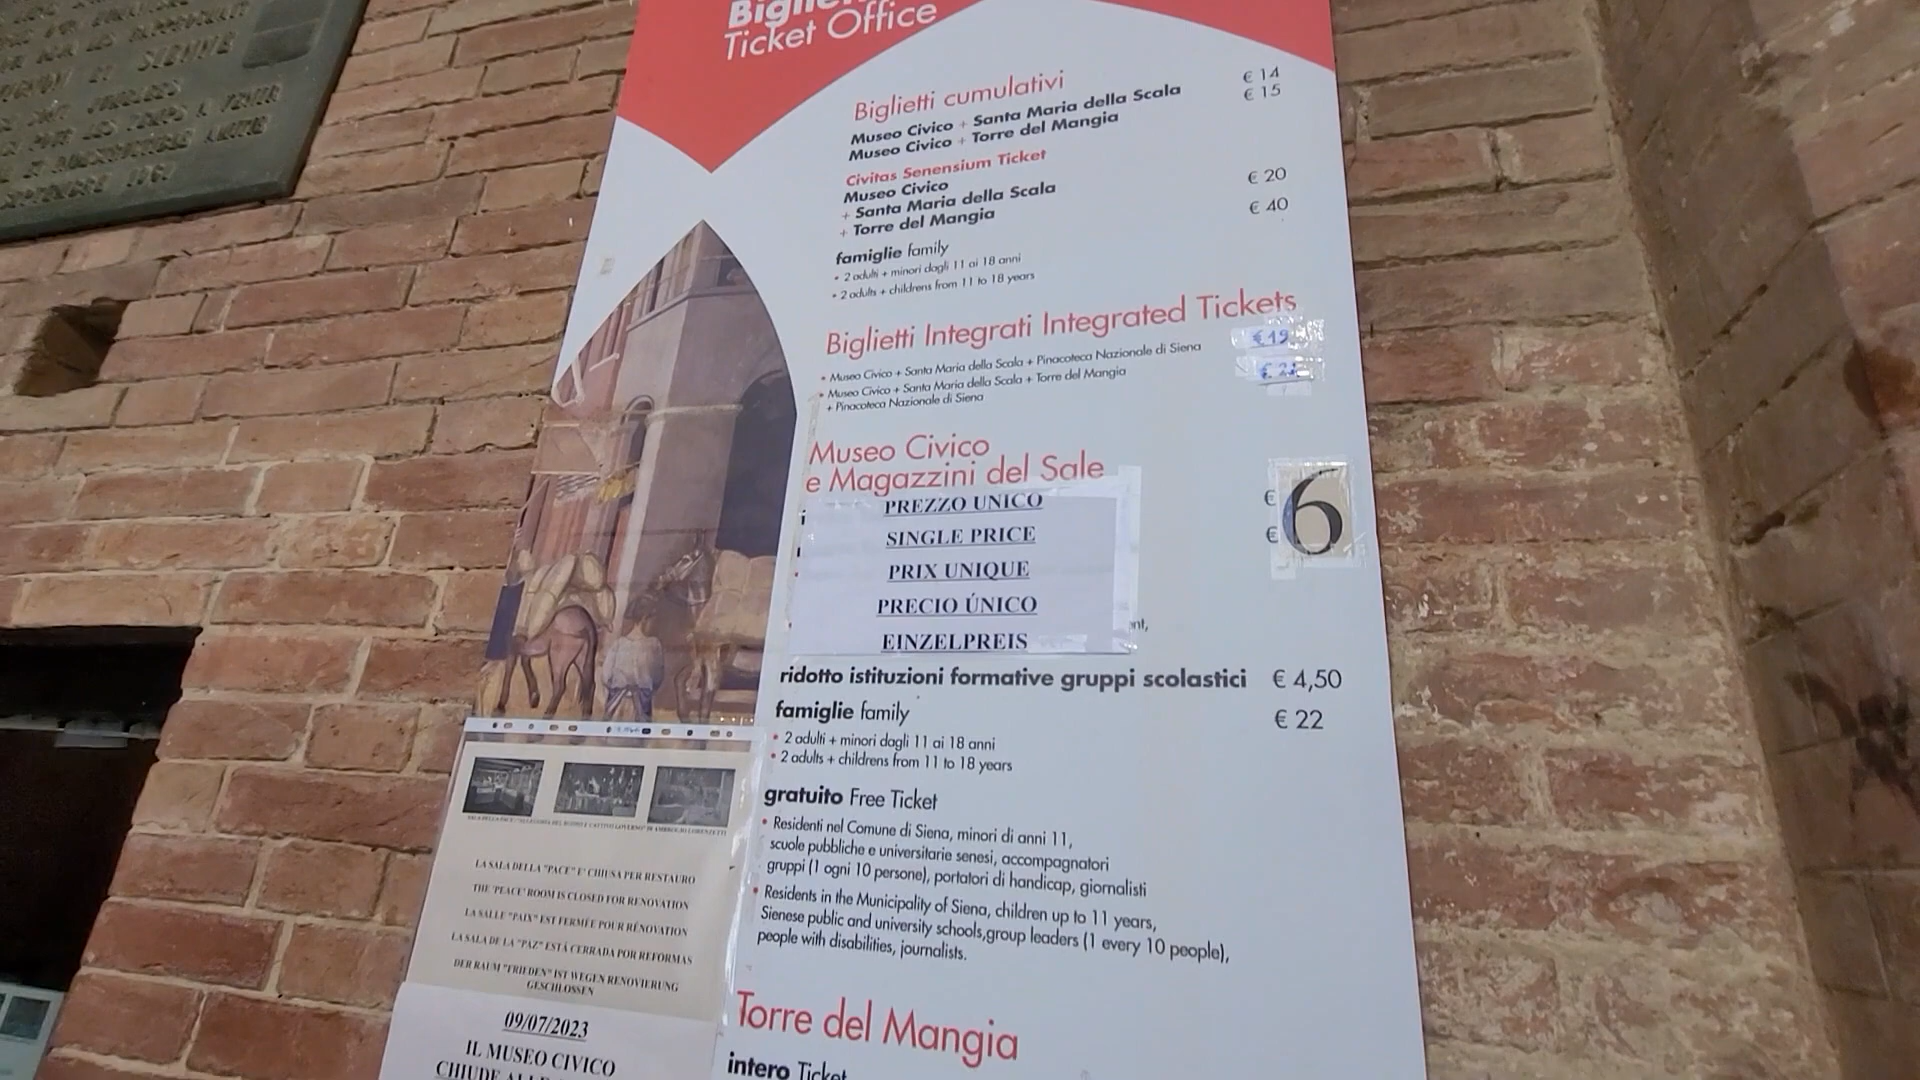 Ticket Office
Biglietti cumulativi
Museo Civico + Santa Maria della Scala € 14
Museo Civico + Torre del Mangia € 15
Civitas Senensium Ticket
Museo Civico
+ Santa Maria della Scala € 20
+ Torre del Mangia € 40
famiglie family
• 2 adulti + minori dagli 11 ai 18 anni
• 2 adults + childrens from 11 to 18 years
Biglietti Integrati Integrated Tickets
• Museo Civico + Santa Maria della Scala + Pinacoteca Nazionale di Siena € 19
• Museo Civico + Santa Maria della Scala + Torre del Mangia
+ Pinacoteca Nazionale di Siena
Museo Civico
e Magazzini del Sale
PREZZO UNICO € 6
SINGLE PRICE €
PRIX UNIQUE
PRECIO ÚNICO
EINZELPREIS
ridotto istituzioni formative gruppi scolastici € 4,50
famiglie family € 22
• 2 adulti + minori dagli 11 ai 18 anni
• 2 adults + childrens from 11 to 18 years
gratuito Free Ticket
• Residenti nel Comune di Siena, minori di anni 11,
scuole pubbliche e universitarie senesi, accompagnatori
gruppi (1 ogni 10 persone), portatori di handicap, giornalisti
• Residents in the Municipality of Siena, children up to 11 years,
Sienese public and university schools,group leaders (1 every 10 people),
people with disabilities, journalists.
Torre del Mangia
intero Ticket
LA SALA DELLA "PACE" E' CHIUSA PER RESTAURO
THE 'PEACE' ROOM IS CLOSED FOR RENOVATION
LA SALLE "PAIX" EST FERMÉE POUR RÉNOVATION
LA SALA DE LA "PAZ" ESTÁ CERRADA POR REFORMAS
DER RAUM "FRIEDEN" IST WEGEN RENOVIERUNG
GESCHLOSSEN
09/07/2023
IL MUSEO CIVICO
CHIUDE